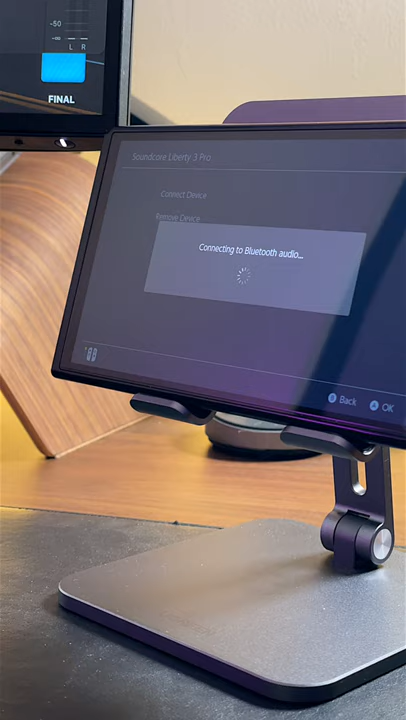 -50
-∞
L R
FINAL
Soundcore Liberty 3 Pro
Connect Device
Remove Device
Connecting to Bluetooth audio...
B Back
A OK